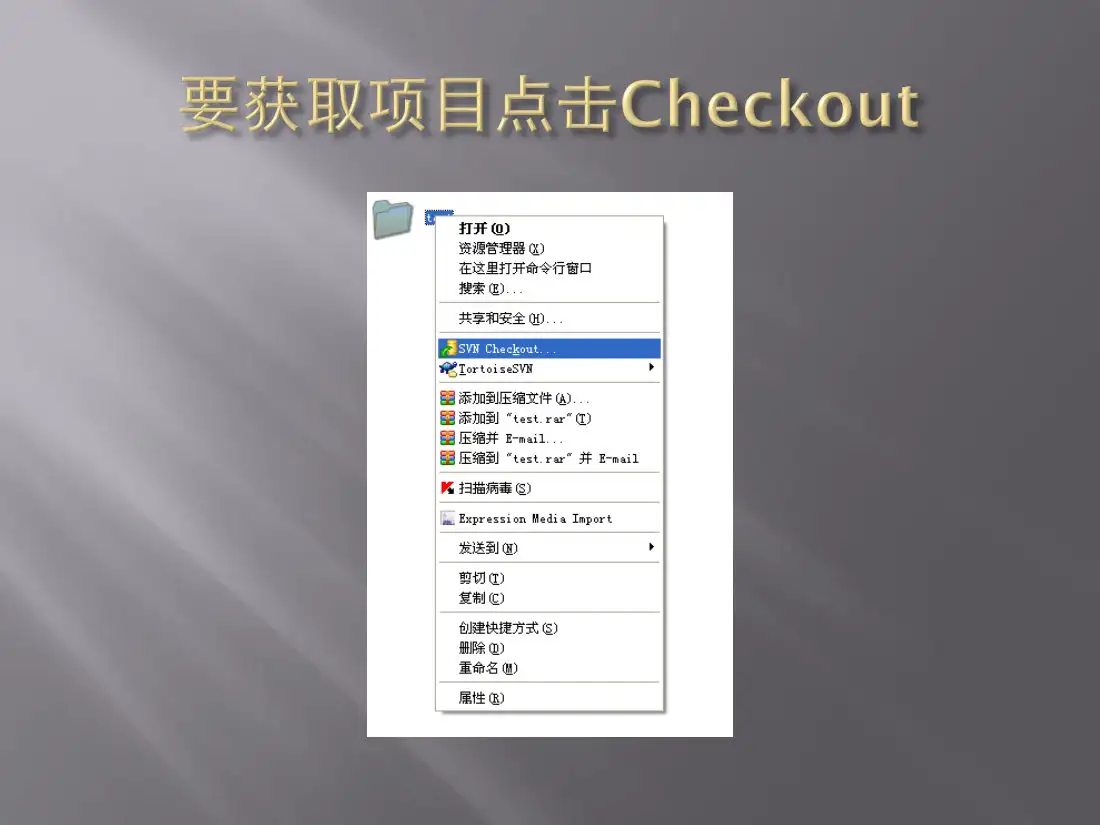 要获取项目点击Checkout
打开(O)
资源管理器(X)
在这里打开命令行窗口
搜索(E)...
共享和安全(H)...
SVN Checkout...
TortoiseSVN
添加到压缩文件(A)...
添加到 "test.rar"(T)
压缩并 E-mail...
压缩到 "test.rar" 并 E-mail
扫描病毒(S)
Expression Media Import
发送到(N)
剪切(T)
复制(C)
创建快捷方式(S)
删除(D)
重命名(M)
属性(R)